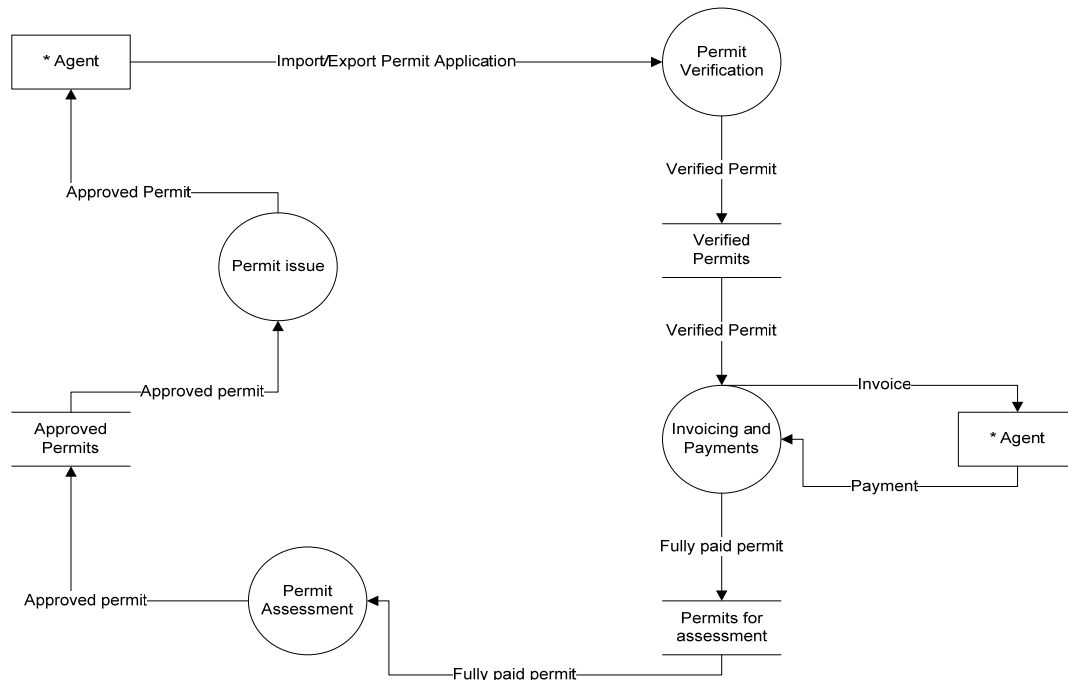 * Agent
Import/Export Permit Application
Permit
Verification
Verified Permit
Approved Permit
Verified
Permits
Permit issue
Verified Permit
Approved permit
Invoice
Approved
Permits
Invoicing and
Payments
* Agent
Payment
Fully paid permit
Permit
Assessment
Approved permit
Permits for
assessment
Fully paid permit